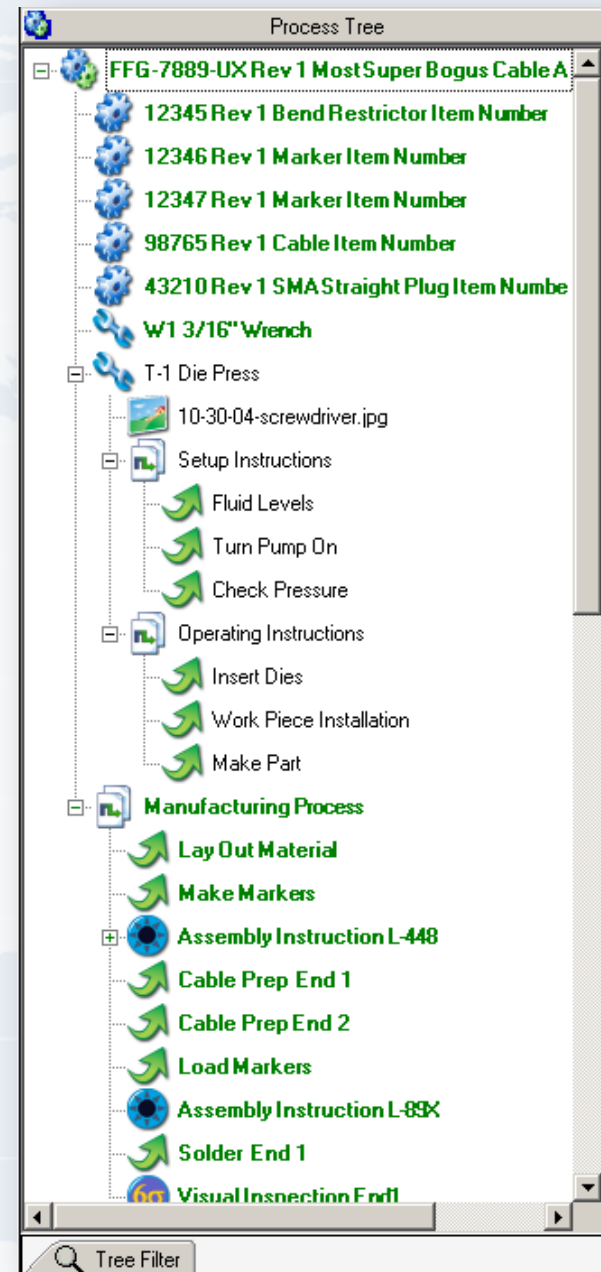 Process Tree
FFG-7889-UX Rev 1 MostSuper Bogus Cable A
12345 Rev 1 Bend Restrictor Item Number
12346 Rev 1 Marker Item Number
12347 Rev 1 Marker Item Number
98765 Rev 1 Cable Item Number
43210 Rev 1 SMA Straight Plug Item Numbe
W1 3/16" Wrench
T-1 Die Press
10-30-04-screwdriver.jpg
Setup Instructions
Fluid Levels
Turn Pump On
Check Pressure
Operating Instructions
Insert Dies
Work Piece Installation
Make Part
Manufacturing Process
Lay Out Material
Make Markers
Assembly Instruction L-448
Cable Prep End 1
Cable Prep End 2
Load Markers
Assembly Instruction L-89X
Solder End 1
6σ Visual Inspection End1
Tree Filter